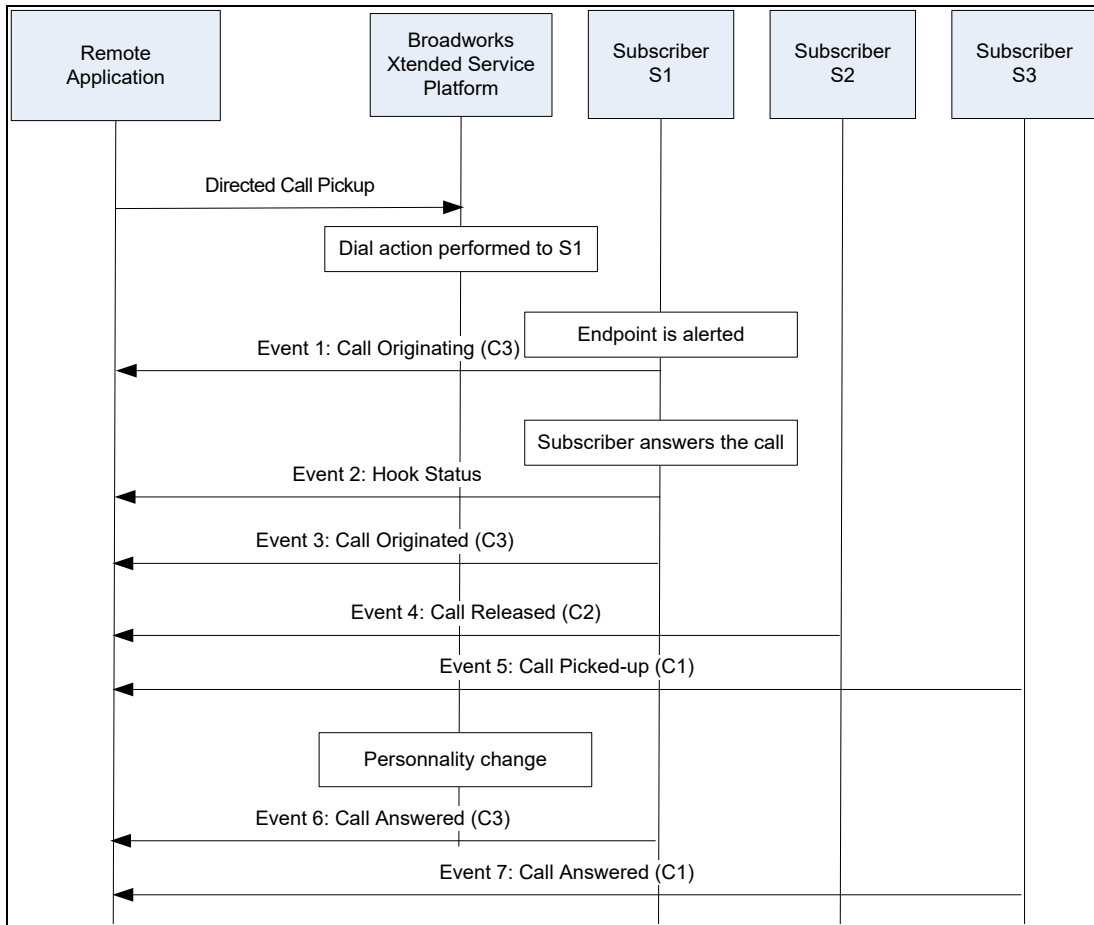 Remote
Application
Broadworks
Xtended Service
Platform
Subscriber
S1
Subscriber
S2
Subscriber
S3
Directed Call Pickup
Dial action performed to S1
Endpoint is alerted
Event 1: Call Originating (C3)
Subscriber answers the call
Event 2: Hook Status
Event 3: Call Originated (C3)
Event 4: Call Released (C2)
Event 5: Call Picked-up (C1)
Personnality change
Event 6: Call Answered (C3)
Event 7: Call Answered (C1)